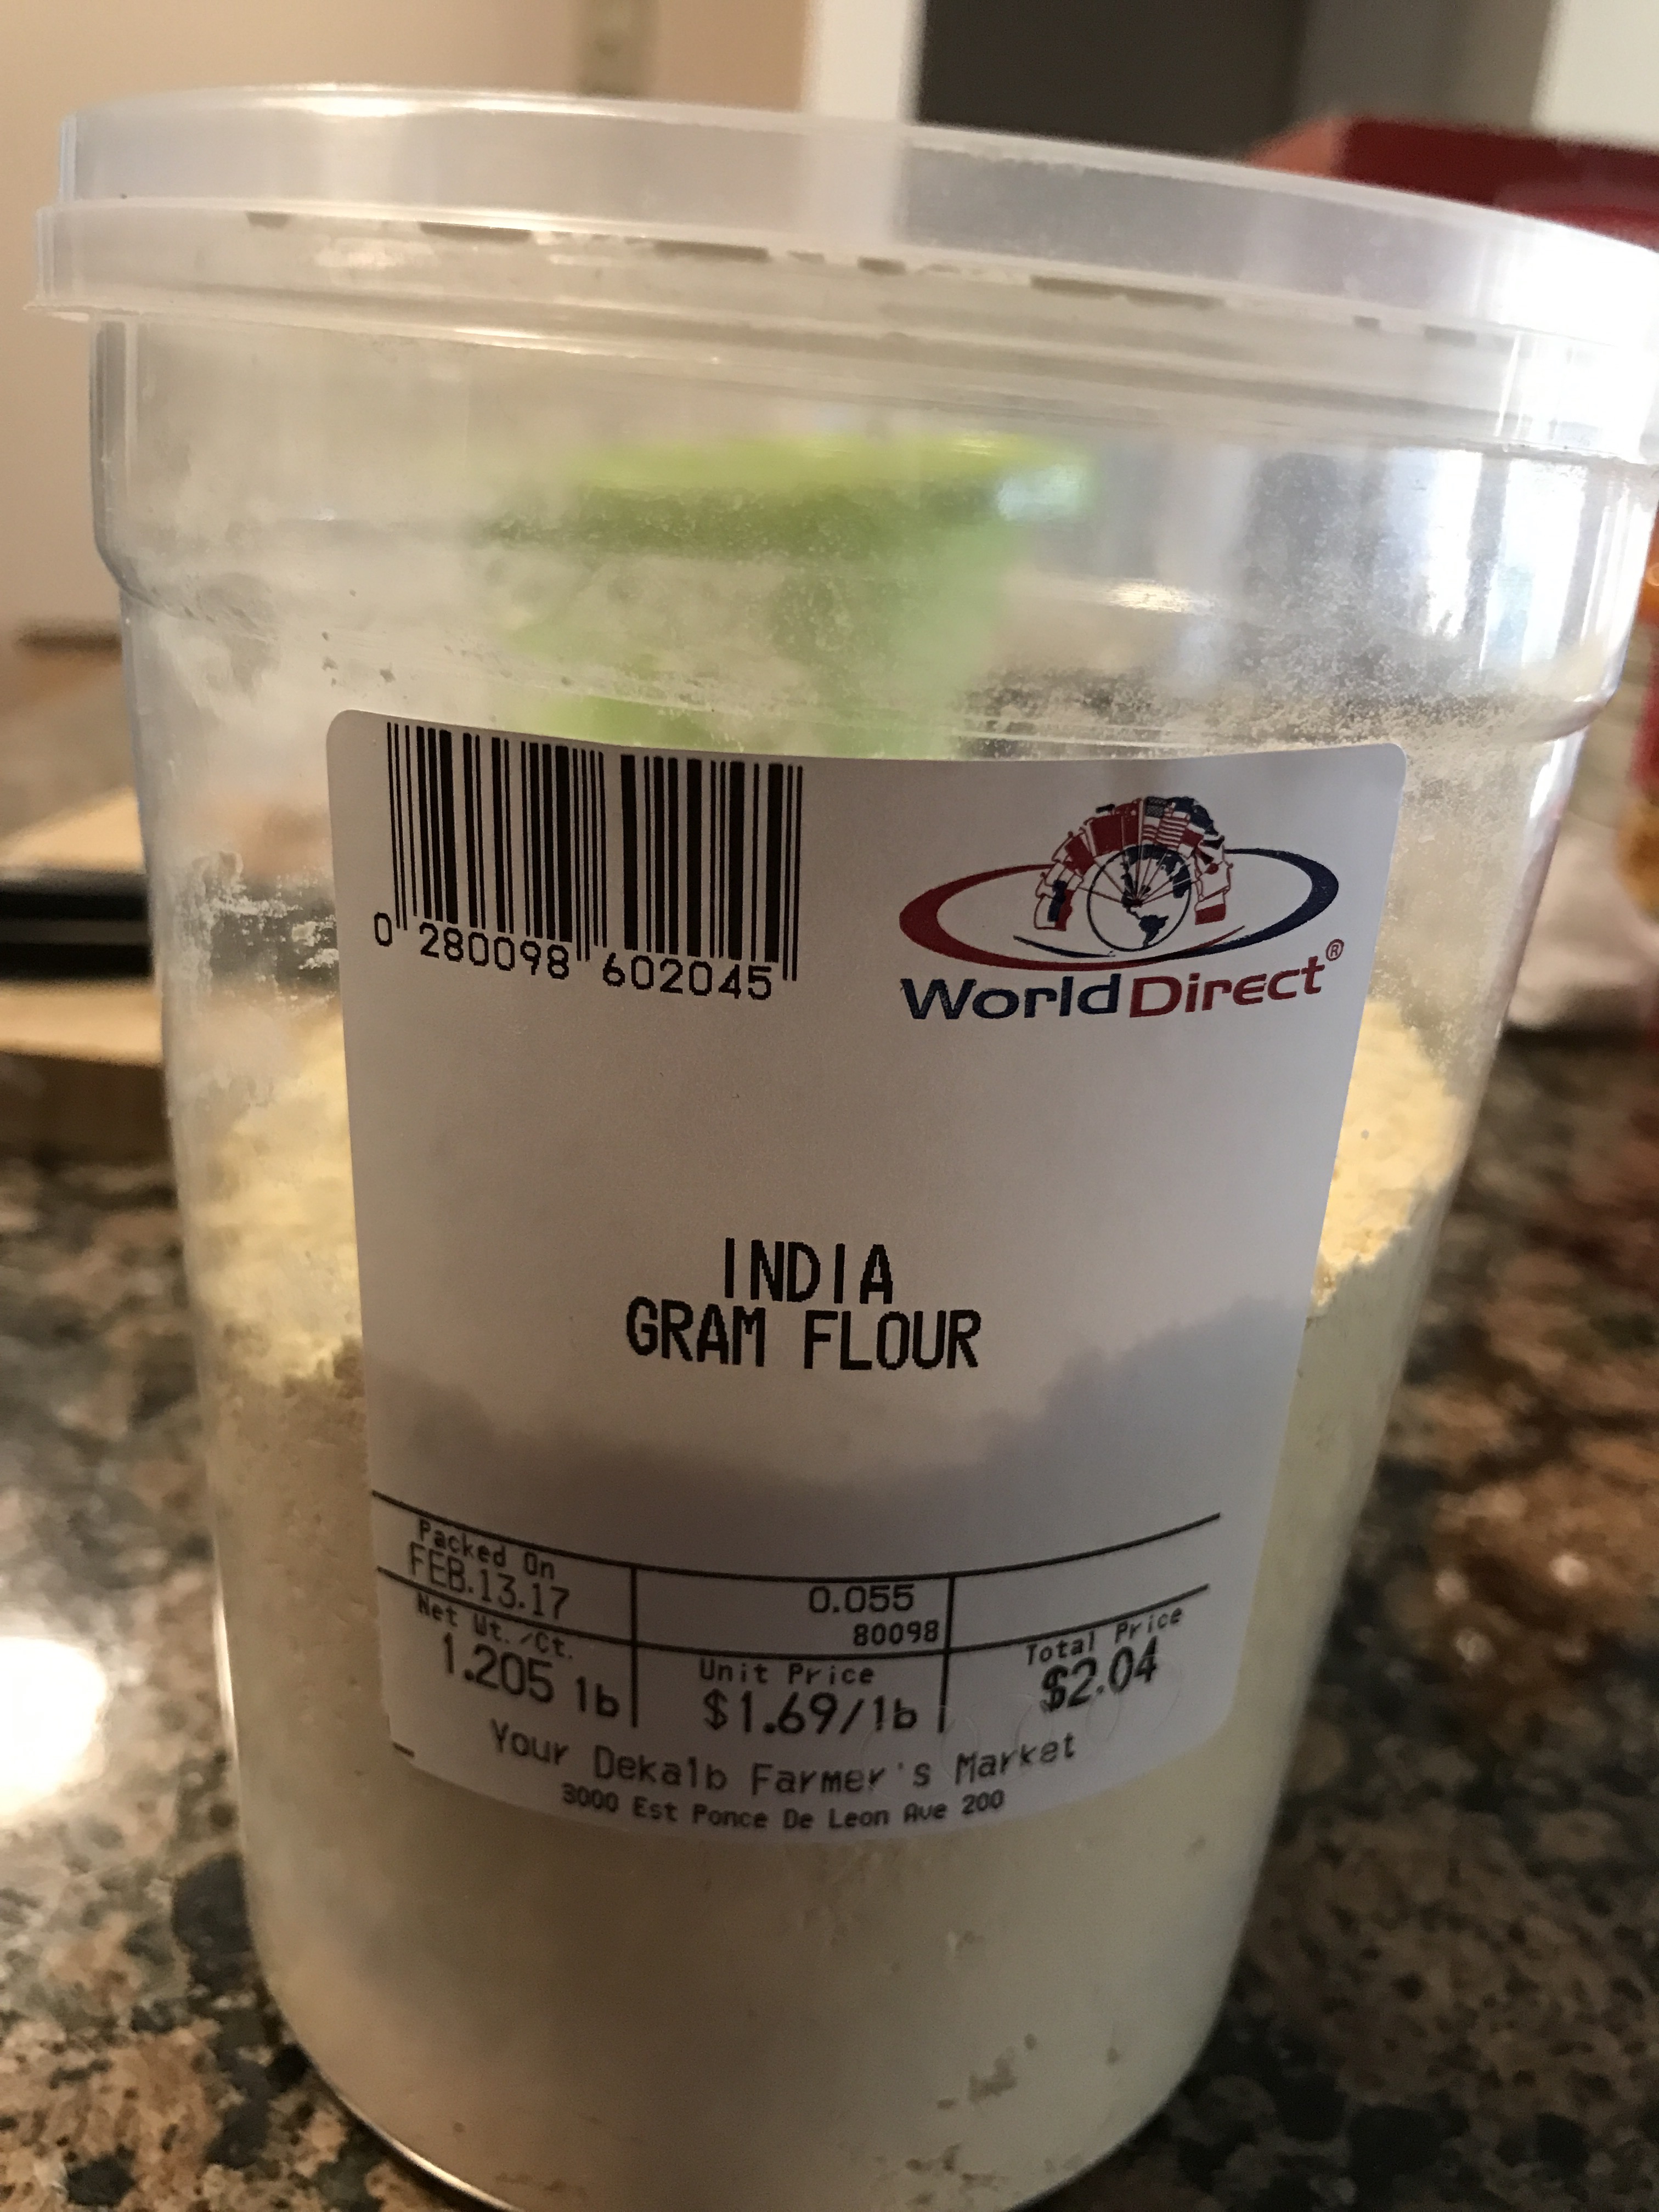 0 280098 602045
WorldDirect®
INDIA
GRAM FLOUR
Packed On
FEB.13.17
0.055
80098
Net Wt./Ct.
1.205 lb
Unit Price
$1.69/lb
Total Price
$2.04
Your Dekalb Farmer's Market
3000 Est Ponce De Leon Ave 200